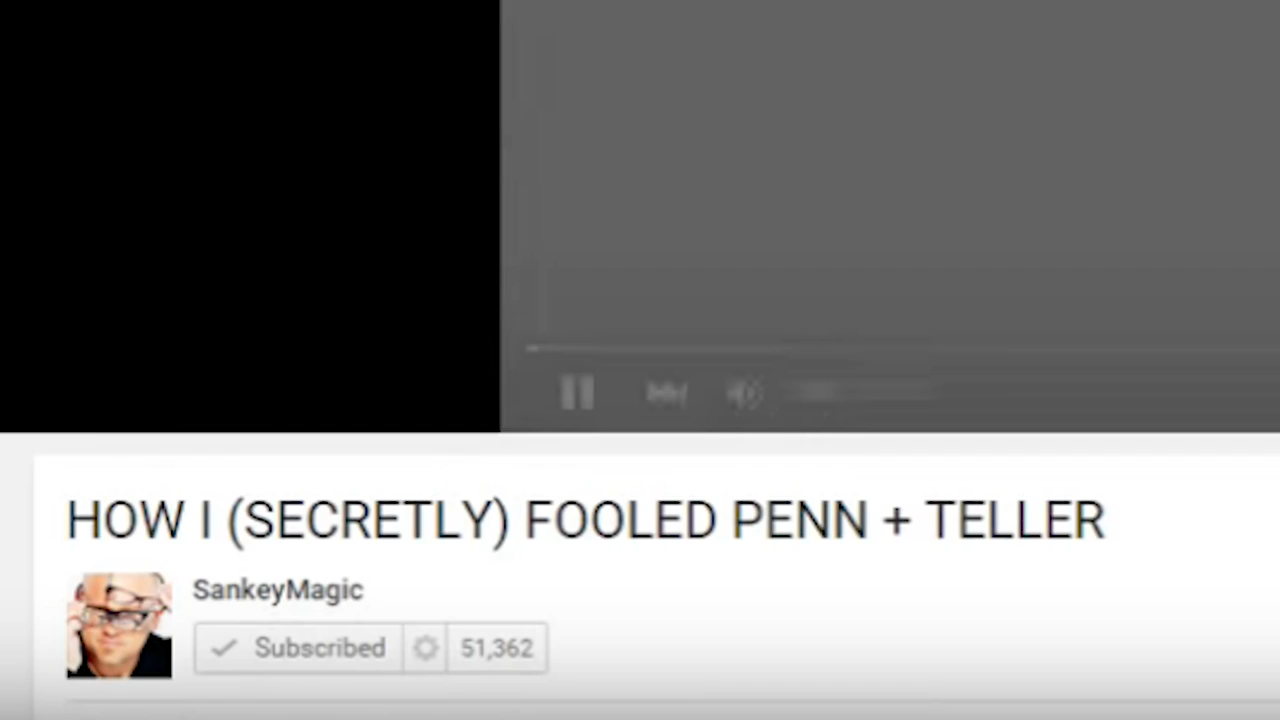 HOW I (SECRETLY) FOOLED PENN + TELLER
SankeyMagic
Subscribed 51,362